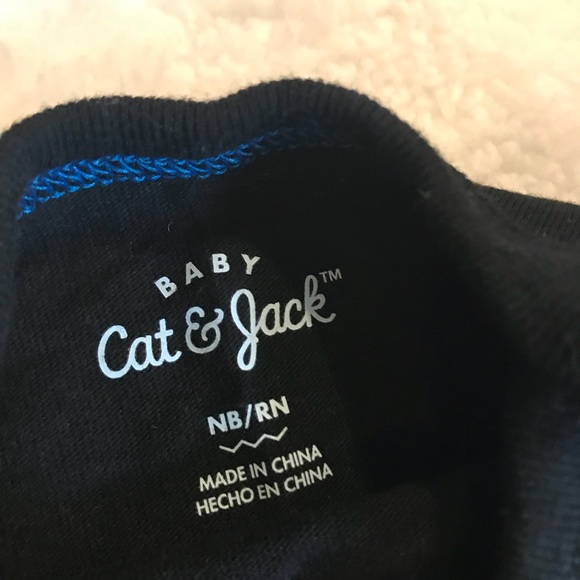 BABY
Cat & Jack™
NB/RN
MADE IN CHINA
HECHO EN CHINA